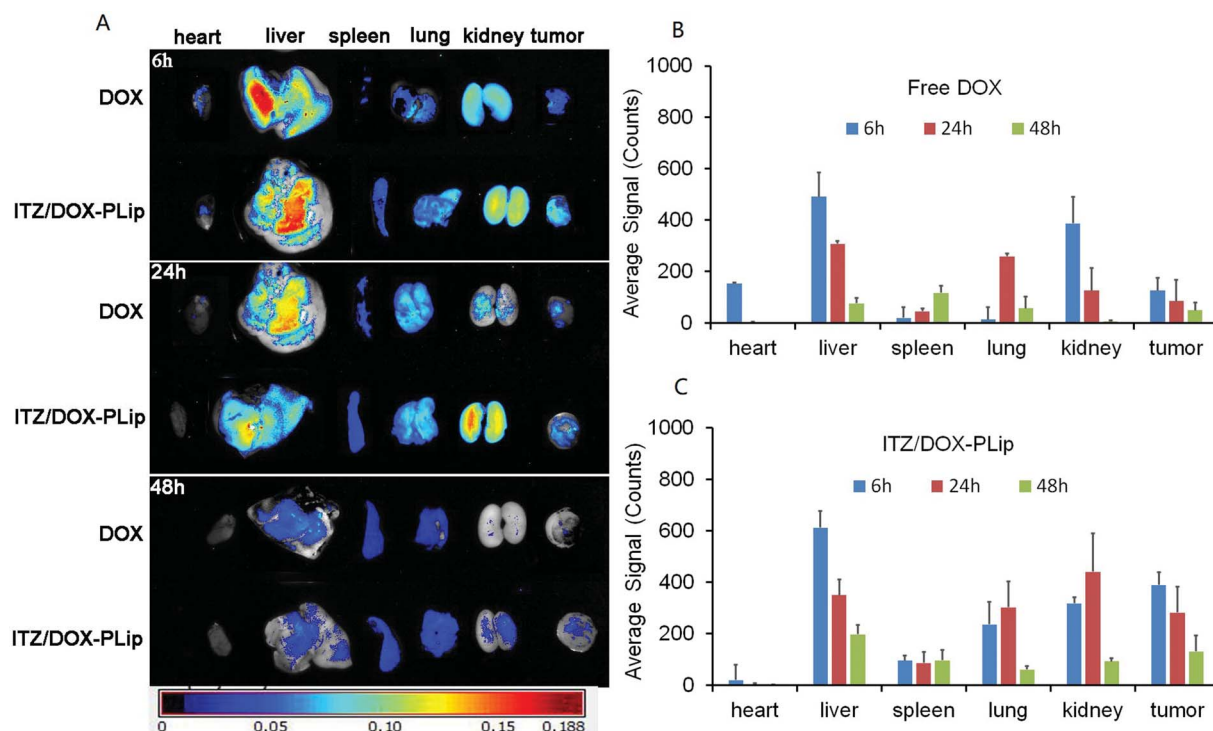 A
heart liver spleen lung kidney tumor
6h
DOX
ITZ/DOX-PLip
24h
DOX
ITZ/DOX-PLip
48h
DOX
ITZ/DOX-PLip
0 0.05 0.10 0.15 0.188
B
Average Signal (Counts)
1000
800
600
400
200
0
Free DOX
6h 24h 48h
heart liver spleen lung kidney tumor
C
Average Signal (Counts)
1000
800
600
400
200
0
ITZ/DOX-PLip
6h 24h 48h
heart liver spleen lung kidney tumor